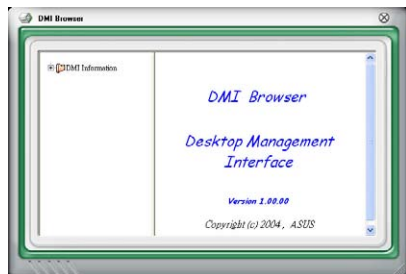 DMI Browser
DMI Information
DMI Browser
Desktop Management
Interface
Version 1.00.00
Copyright (c) 2004 , ASUS